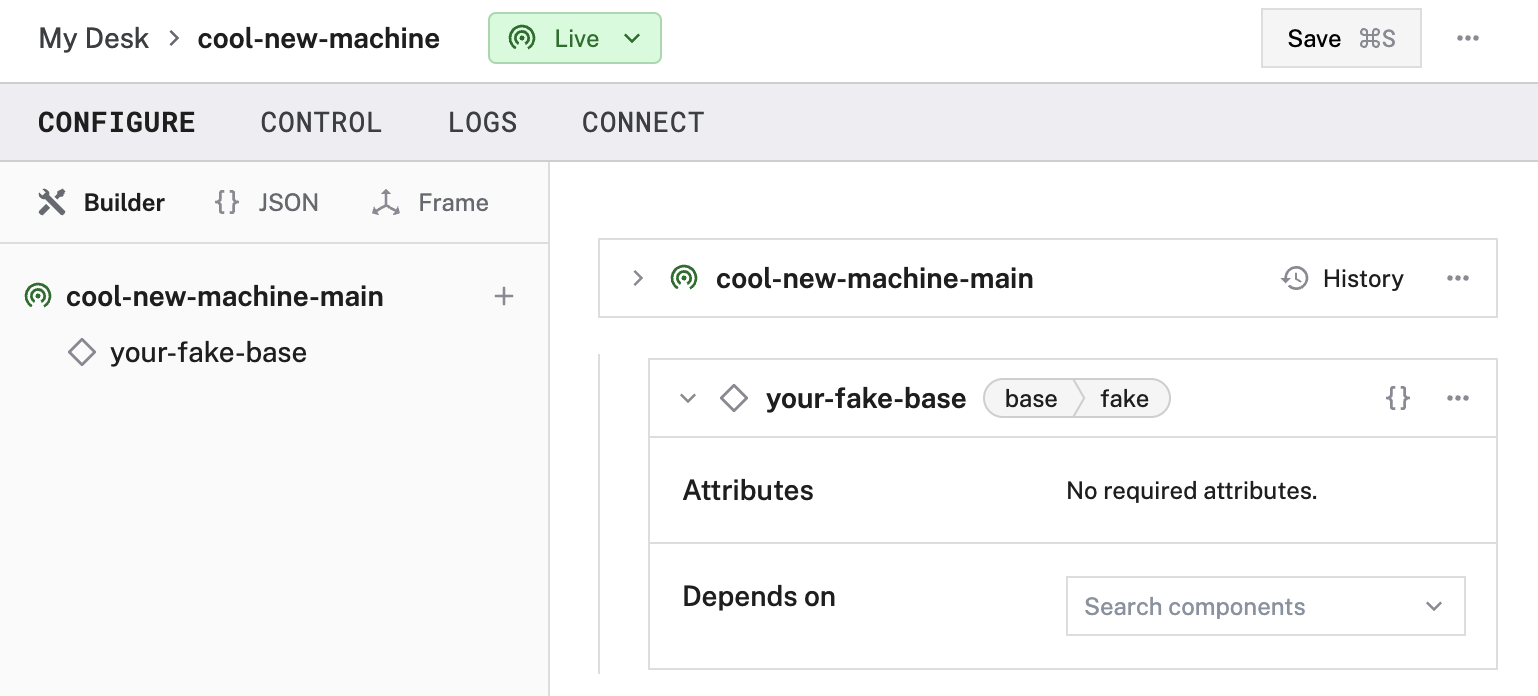 My Desk > cool-new-machine Live Save ⌘S ...
CONFIGURE CONTROL LOGS CONNECT
Builder {} JSON Frame
cool-new-machine-main +
your-fake-base
cool-new-machine-main History ...
your-fake-base base fake {} ...
Attributes No required attributes.
Depends on Search components